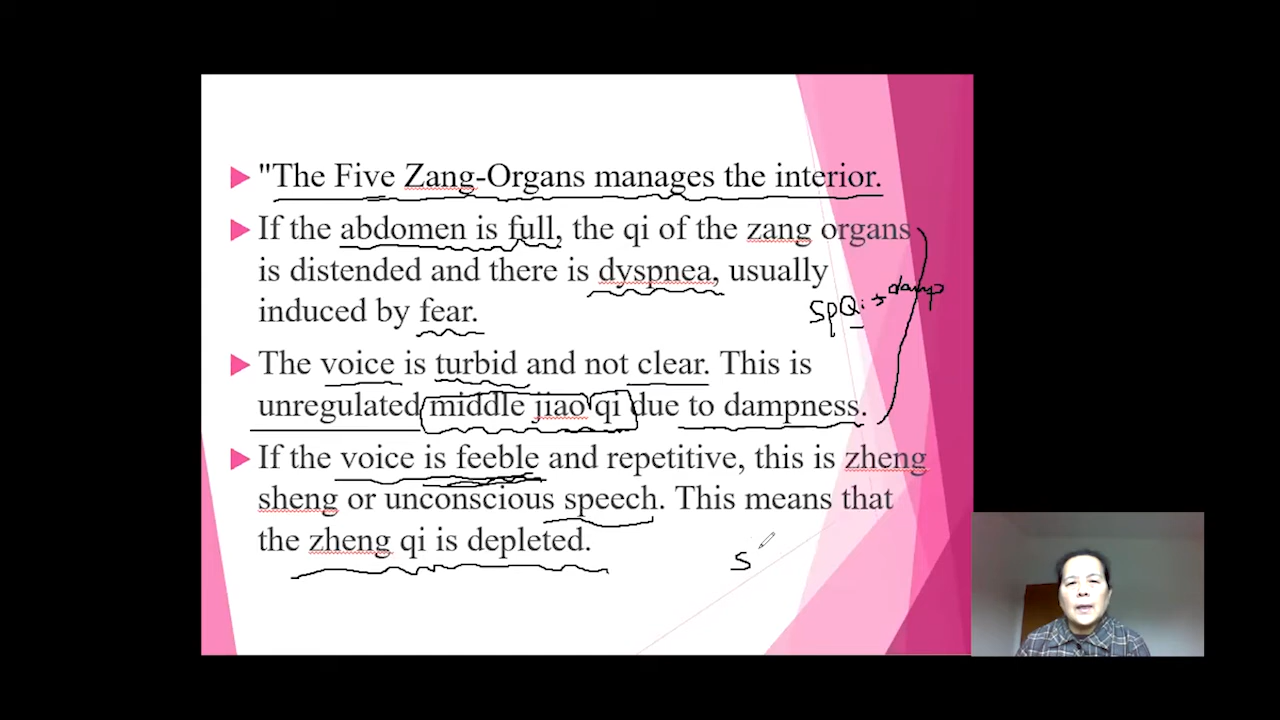 "The Five Zang-Organs manages the interior.
If the abdomen is full, the qi of the zang organs
is distended and there is dyspnea, usually
induced by fear.
SpQi → damp
The voice is turbid and not clear. This is
unregulated middle jiao qi due to dampness.
If the voice is feeble and repetitive, this is zheng
sheng or unconscious speech. This means that
the zheng qi is depleted.
S